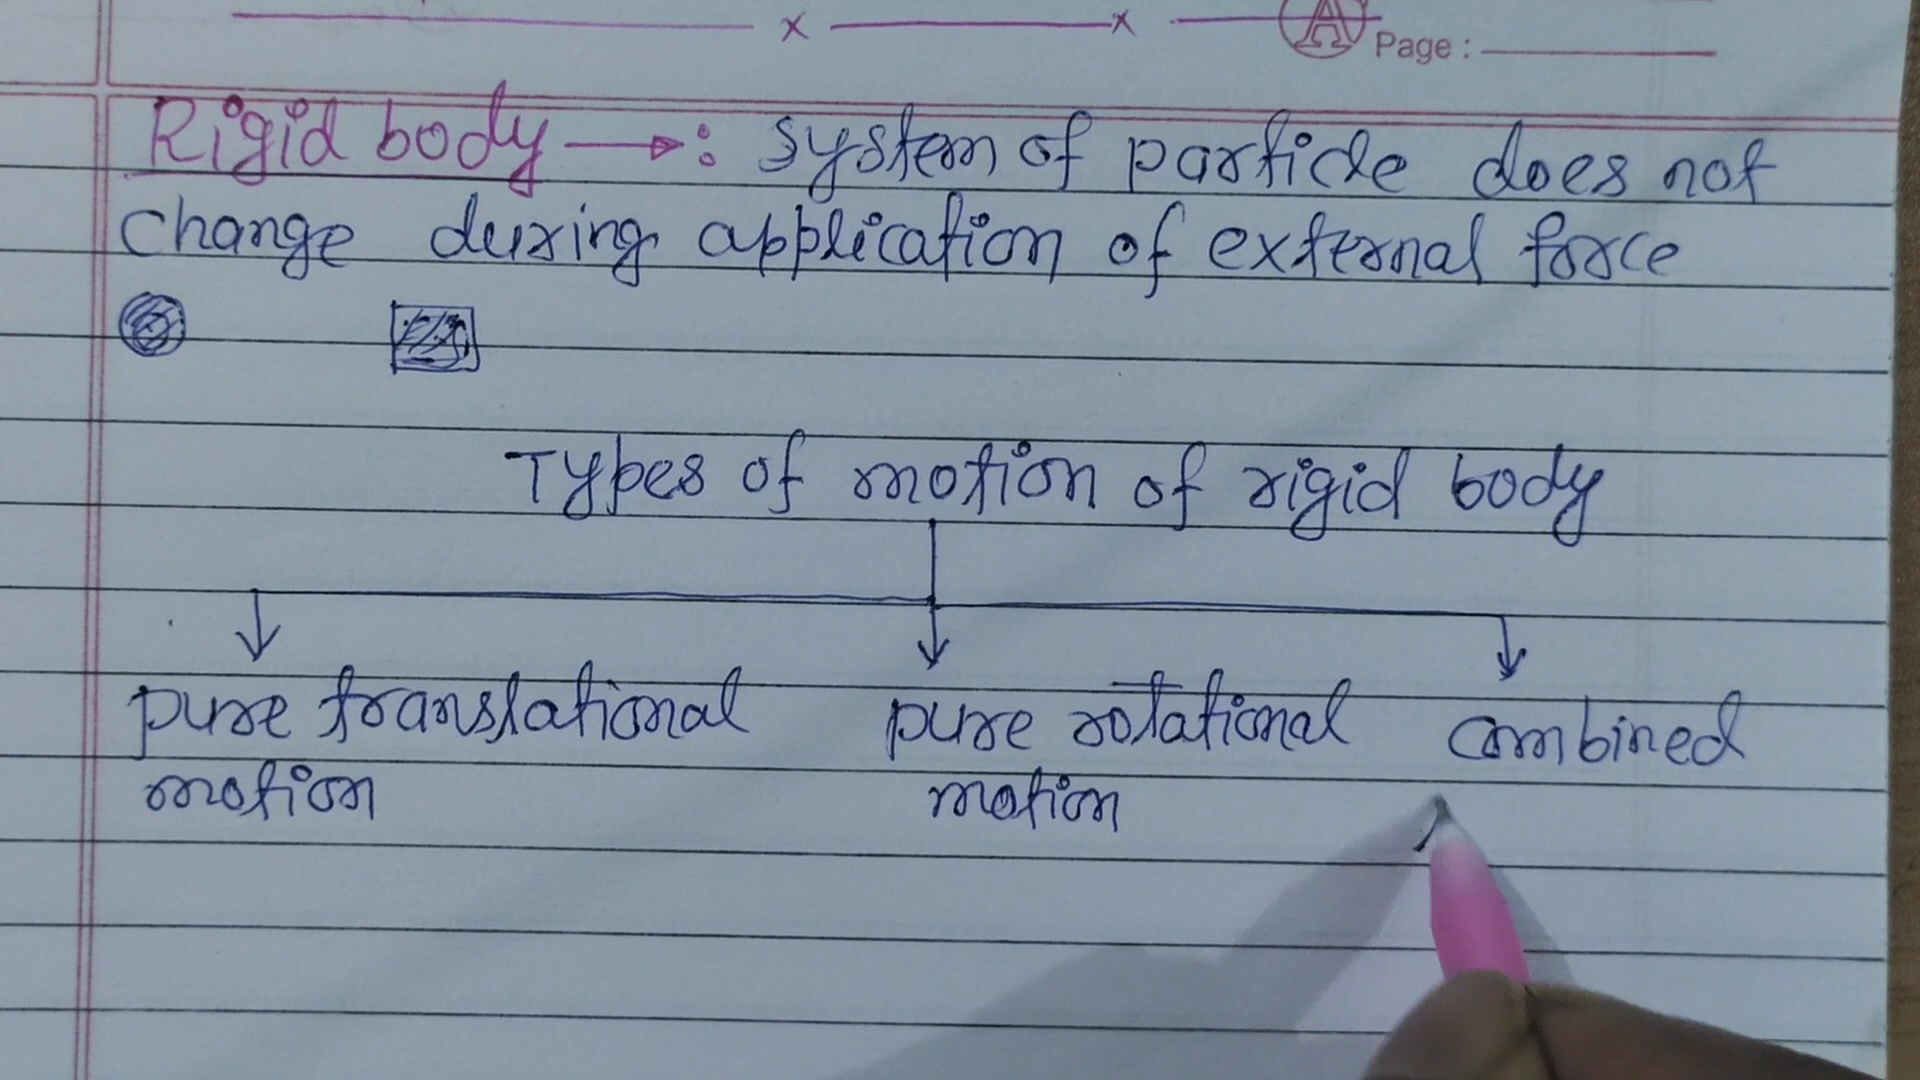 x x A Page :
Rigid body →: system of particle does not
change during application of external force
Types of motion of rigid body
pure translational pure rotational combined
motion motion